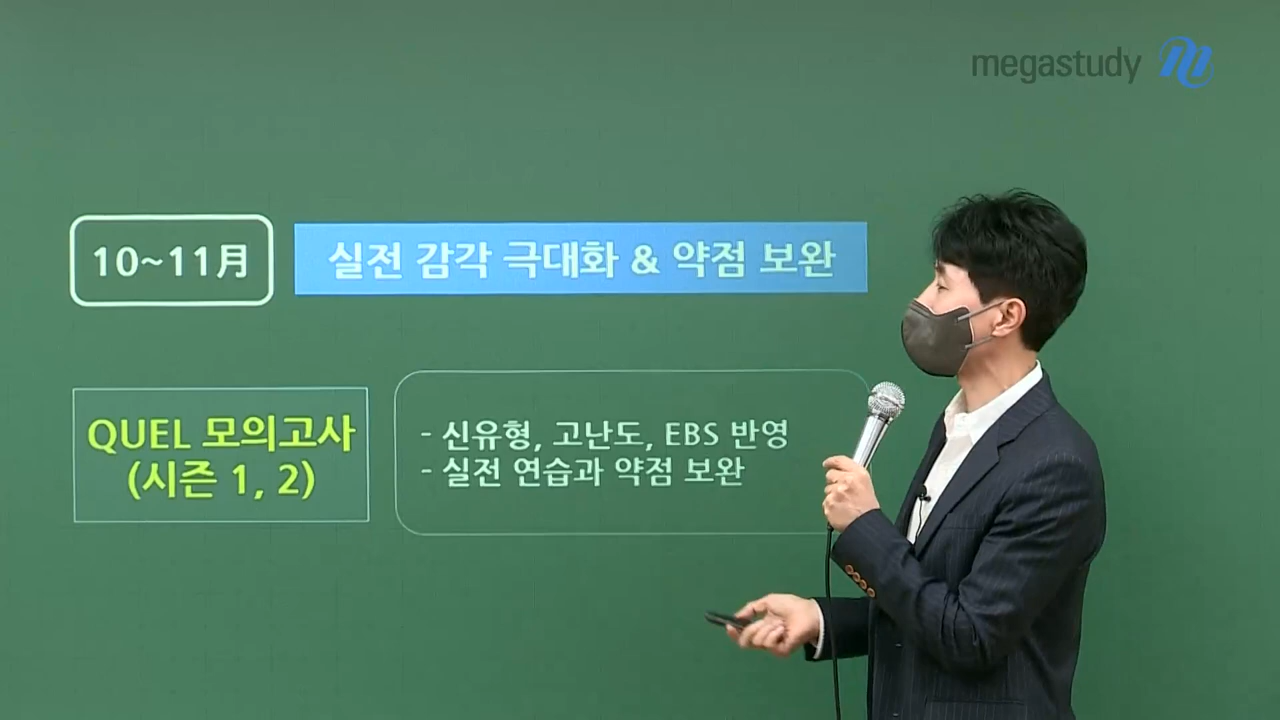 megastudy
10~11月
실전 감각 극대화 & 약점 보완
QUEL 모의고사
(시즌 1, 2)
- 신유형, 고난도, EBS 반영
- 실전 연습과 약점 보완